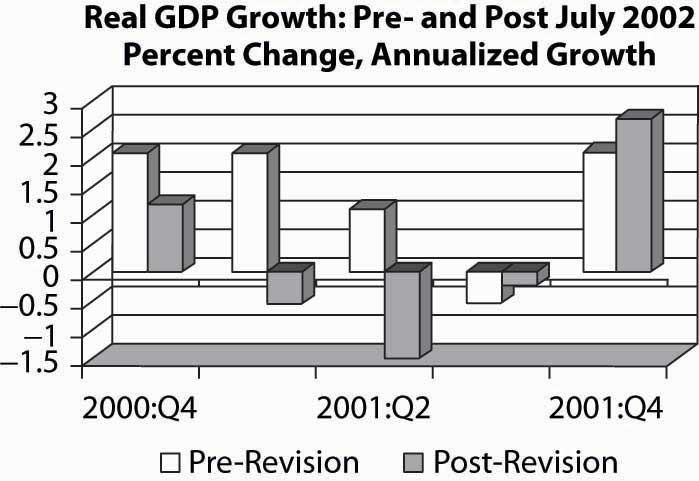 Real GDP Growth: Pre- and Post July 2002
Percent Change, Annualized Growth
3
2.5
2
1.5
1
0.5
0
−0.5
−1
−1.5
2000:Q4 2001:Q2 2001:Q4
Pre-Revision Post-Revision